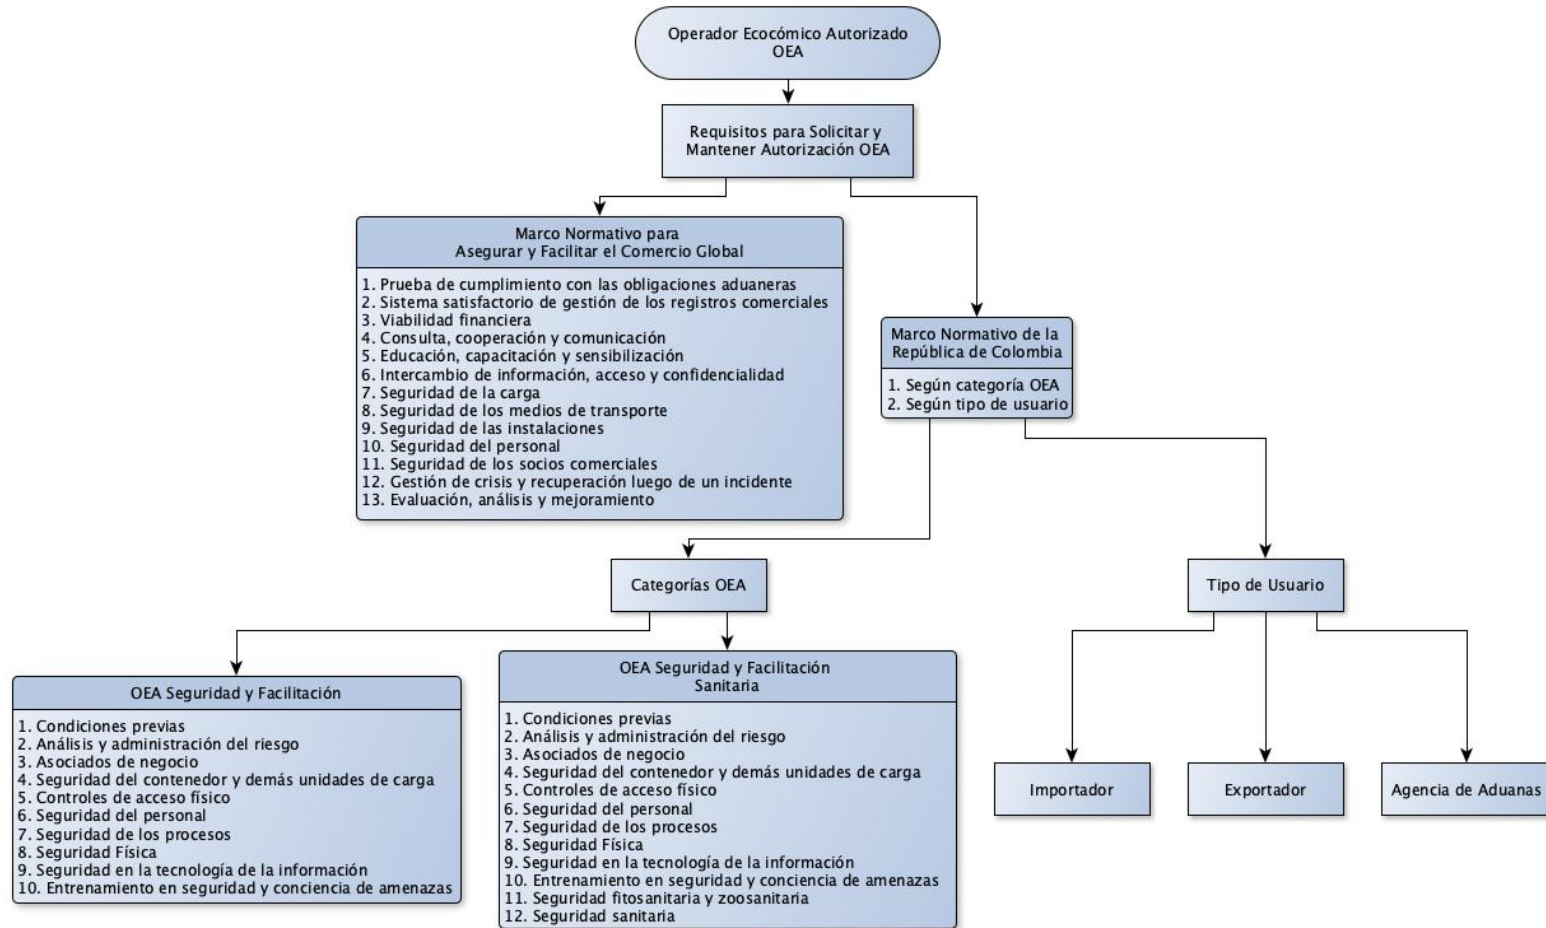 Operador Ecocómico Autorizado
OEA
Requisitos para Solicitar y
Mantener Autorización OEA
Marco Normativo para
Asegurar y Facilitar el Comercio Global
1. Prueba de cumplimiento con las obligaciones aduaneras
2. Sistema satisfactorio de gestión de los registros comerciales
3. Viabilidad financiera
4. Consulta, cooperación y comunicación
5. Educación, capacitación y sensibilización
6. Intercambio de información, acceso y confidencialidad
7. Seguridad de la carga
8. Seguridad de los medios de transporte
9. Seguridad de las instalaciones
10. Seguridad del personal
11. Seguridad de los socios comerciales
12. Gestión de crisis y recuperación luego de un incidente
13. Evaluación, análisis y mejoramiento
Marco Normativo de la
República de Colombia
1. Según categoría OEA
2. Según tipo de usuario
Categorías OEA
Tipo de Usuario
OEA Seguridad y Facilitación
1. Condiciones previas
2. Análisis y administración del riesgo
3. Asociados de negocio
4. Seguridad del contenedor y demás unidades de carga
5. Controles de acceso físico
6. Seguridad del personal
7. Seguridad de los procesos
8. Seguridad Física
9. Seguridad en la tecnología de la información
10. Entrenamiento en seguridad y conciencia de amenazas
OEA Seguridad y Facilitación
Sanitaria
1. Condiciones previas
2. Análisis y administración del riesgo
3. Asociados de negocio
4. Seguridad del contenedor y demás unidades de carga
5. Controles de acceso físico
6. Seguridad del personal
7. Seguridad de los procesos
8. Seguridad Física
9. Seguridad en la tecnología de la información
10. Entrenamiento en seguridad y conciencia de amenazas
11. Seguridad fitosanitaria y zoosanitaria
12. Seguridad sanitaria
Importador
Exportador
Agencia de Aduanas